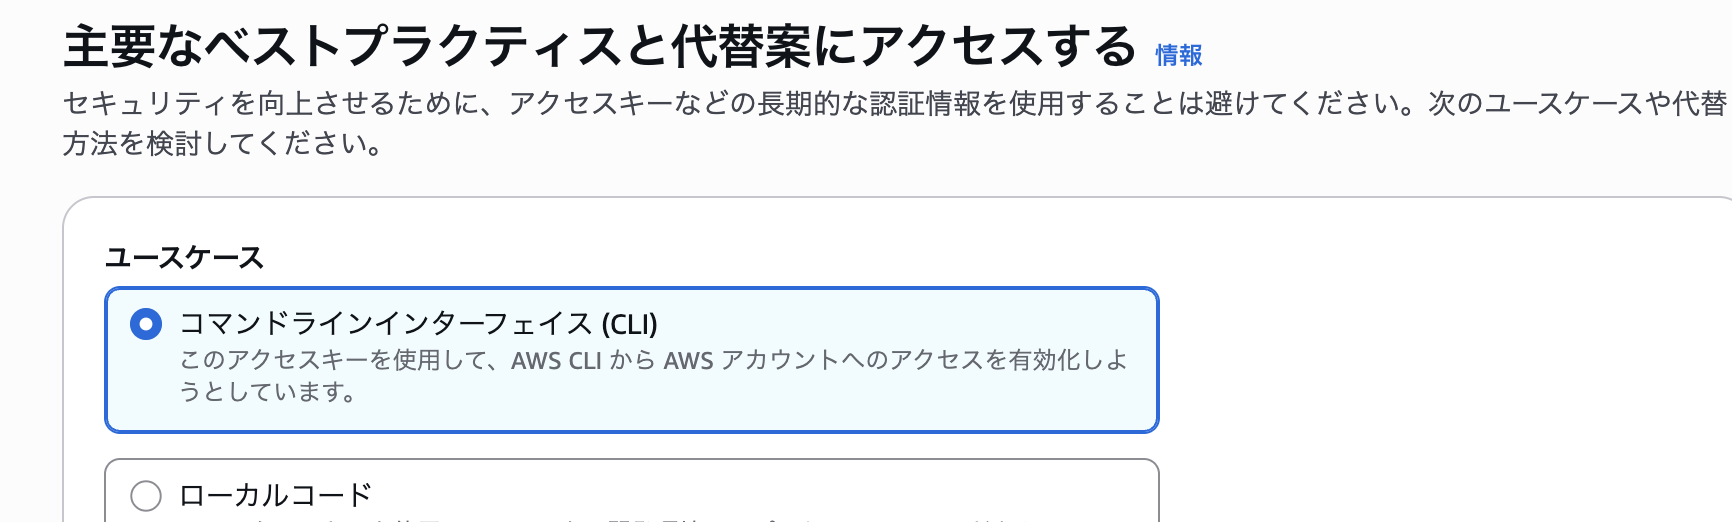 主要なベストプラクティスと代替案にアクセスする 情報
セキュリティを向上させるために、アクセスキーなどの長期的な認証情報を使用することは避けてください。次のユースケースや代替
方法を検討してください。
ユースケース
コマンドラインインターフェイス (CLI)
このアクセスキーを使用して、AWS CLI から AWS アカウントへのアクセスを有効化しよ
うとしています。
ローカルコード